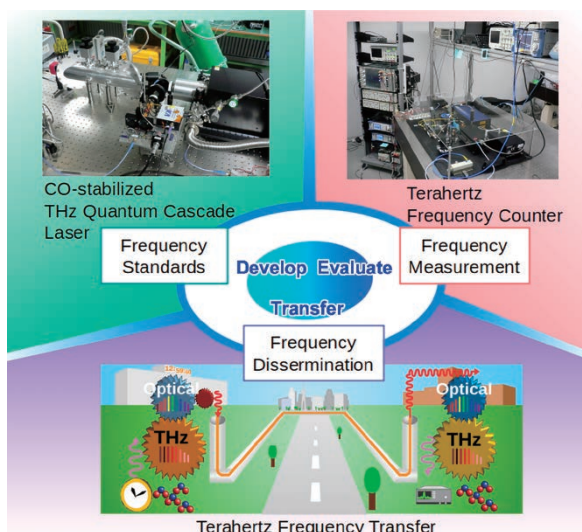 CO-stabilized
THz Quantum Cascade
Laser
Terahertz
Frequency Counter
Frequency
Standards
Frequency
Measurement
Develop Evaluate
Transfer
Frequency
Dissemination
Optical
Optical
THz
THz
Terahertz Frequency Transfer